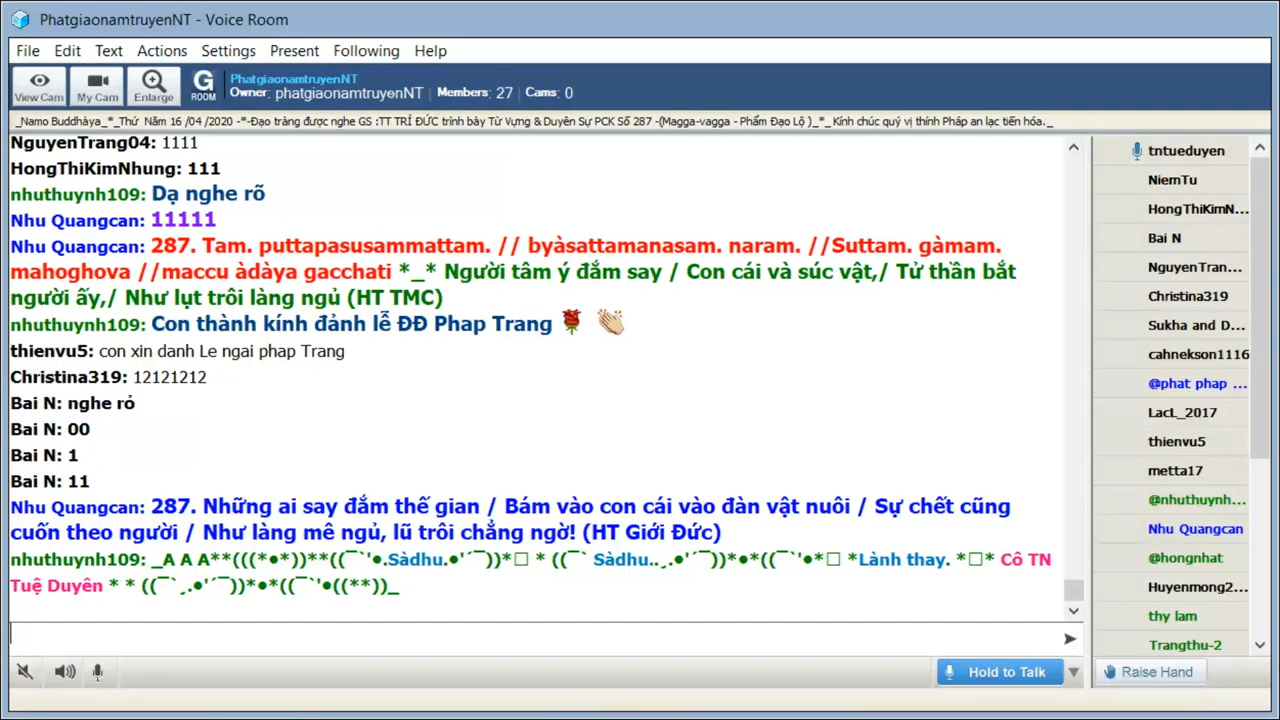 PhatgiaonamtruyenNT - Voice Room
File Edit Text Actions Settings Present Following Help
View Cam My Cam Enlarge G ROOM
PhatgiaonamtruyenNT
Owner: phatgiaonamtruyenNT | Members: 27 | Cams: 0
_Namo Buddhàya_*_Thứ Năm 16 /04 /2020 -*-Đạo tràng được nghe GS :TT TRÍ ĐỨC trình bày Từ Vựng & Duyên Sự PCK Số 287 -(Magga-vagga - Phẩm Đạo Lộ )_*_ Kính chúc quý vị thính Pháp an lạc tiến hóa._
NguyenTrang04: 1111
HongThiKimNhung: 111
nhuthuynh109: Dạ nghe rõ
Nhu Quangcan: 11111
Nhu Quangcan: 287. Tam. puttapasusammattam. // byàsattamanasam. naram. //Suttam. gàmam.
mahoghova //maccu àdàya gacchati *_* Người tâm ý đắm say / Con cái và súc vật,/ Tử thần bắt
người ấy,/ Như lụt trôi làng ngủ (HT TMC)
nhuthuynh109: Con thành kính đảnh lễ ĐĐ Phap Trang 🌹 👏
thienvu5: con xin danh Le ngai phap Trang
Christina319: 12121212
Bai N: nghe rỏ
Bai N: 00
Bai N: 1
Bai N: 11
Nhu Quangcan: 287. Những ai say đắm thế gian / Bám vào con cái vào đàn vật nuôi / Sự chết cũng
cuốn theo người / Như làng mê ngủ, lũ trôi chẳng ngờ! (HT Giới Đức)
nhuthuynh109: _A A A**(((*•*))**((¯`'•.Sàdhu.•'´¯))*□ * ((¯` Sàdhu..¸.•'´¯))*•*((¯`'•*□ *Lành thay. *□* Cô TN
Tuệ Duyên * * ((¯`¸.•'´¯))*•*((¯`'•((**))_
tntueduyen
NiemTu
HongThiKimN...
Bai N
NguyenTran...
Christina319
Sukha and D...
cahnekson1116
@phat phap ...
LacL_2017
thienvu5
metta17
@nhuthuynh...
Nhu Quangcan
@hongnhat
Huyenmong2...
thy lam
Trangthu-2
Hold to Talk
Raise Hand